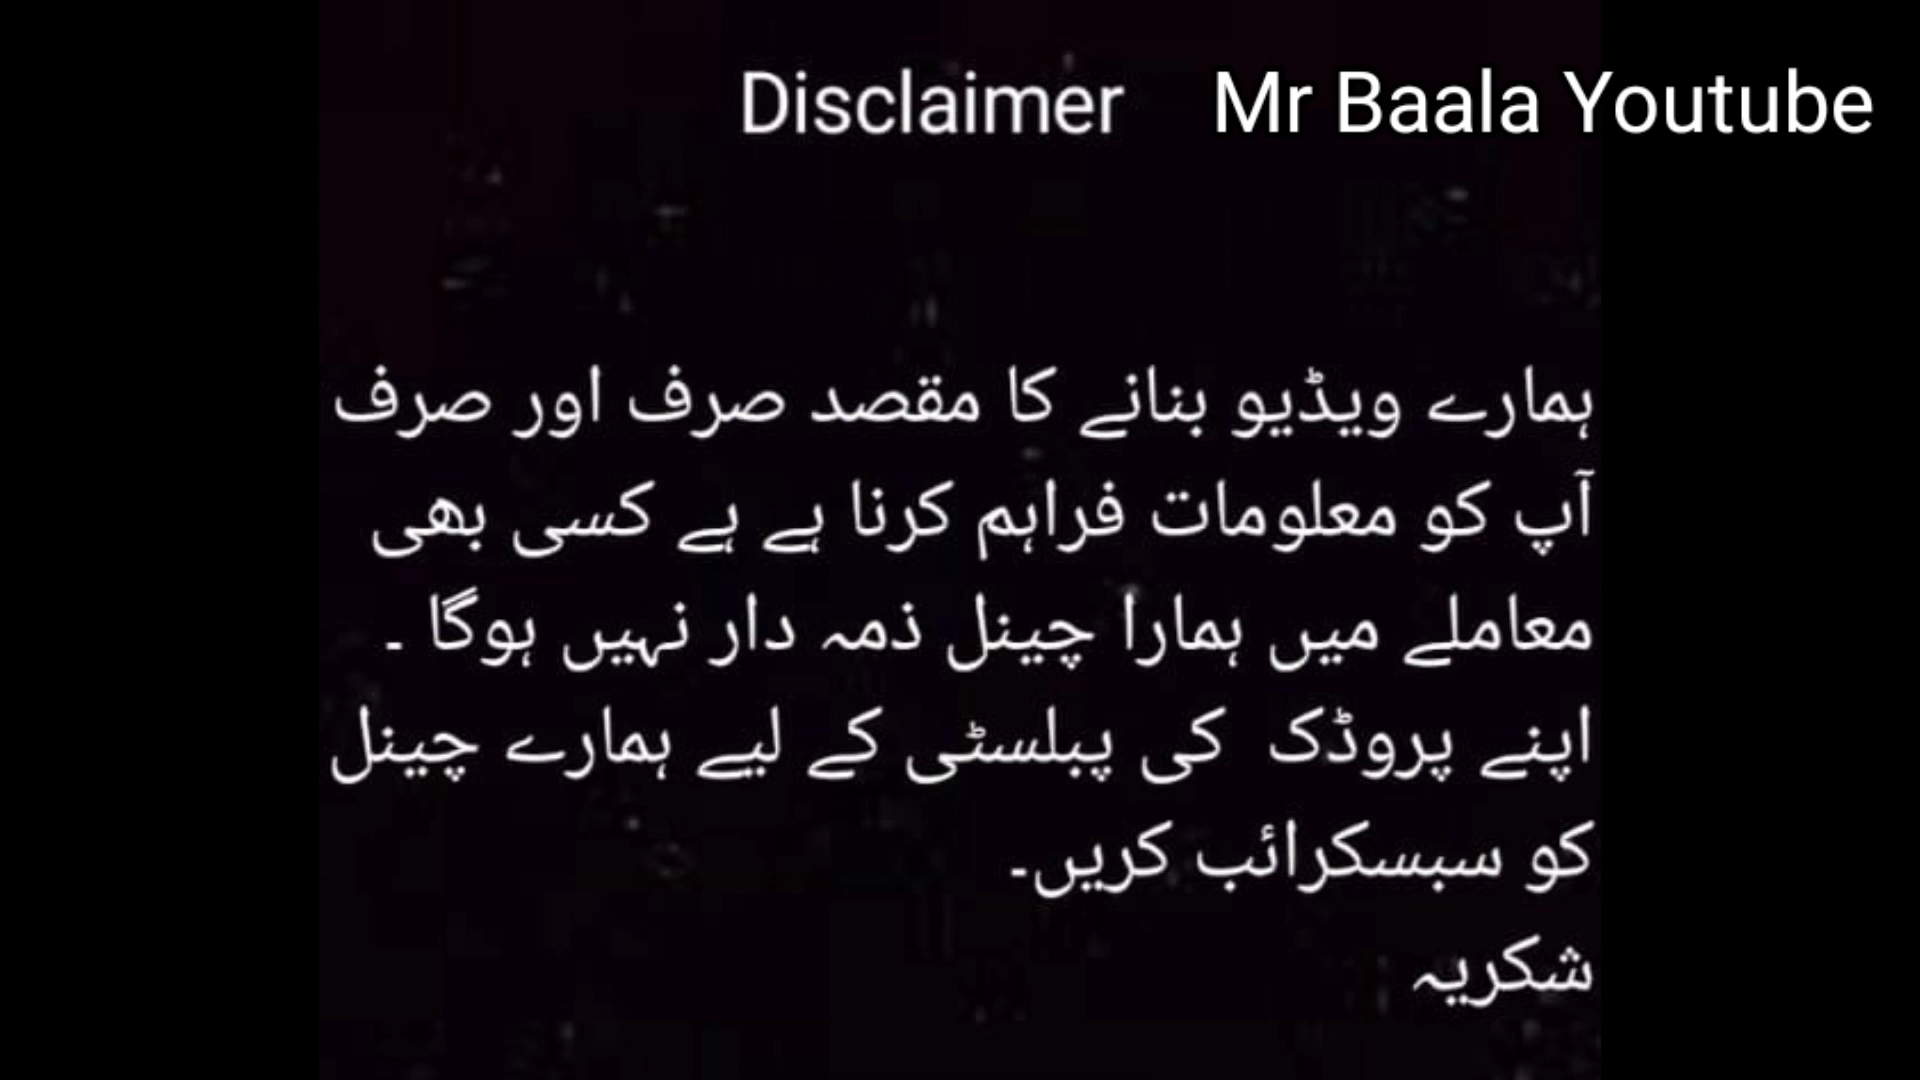 Disclaimer
Mr Baala Youtube
ہمارے ویڈیو بنانے کا مقصد صرف اور صرف
آپ کو معلومات فراہم کرنا ہے ہے کسی بھی
معاملے میں ہمارا چینل ذمہ دار نہیں ہوگا ۔
اپنے پروڈک کی پبلسٹی کے لیے ہمارے چینل
کو سبسکرائب کریں۔
شکریہ